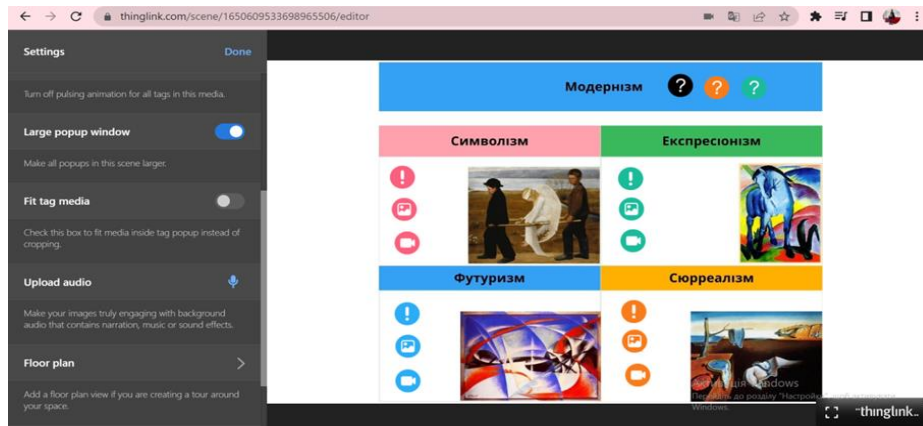 thinglink.com/scene/1650609533698965506/editor
Settings
Done
Turn off pulsing animation for all tags in this media.
Large popup window
Make all popups in this scene larger.
Fit tag media
Check this box to fit media inside tag popup instead of
cropping.
Upload audio
Make your images truly engaging with background
audio that contains narration, music or sound effects.
Floor plan
Add a floor plan view if you are creating a tour around
your space.
Модернізм
? ? ?
Символізм
Експресіонізм
Футуризм
Сюрреалізм
Windows.
thinglink..